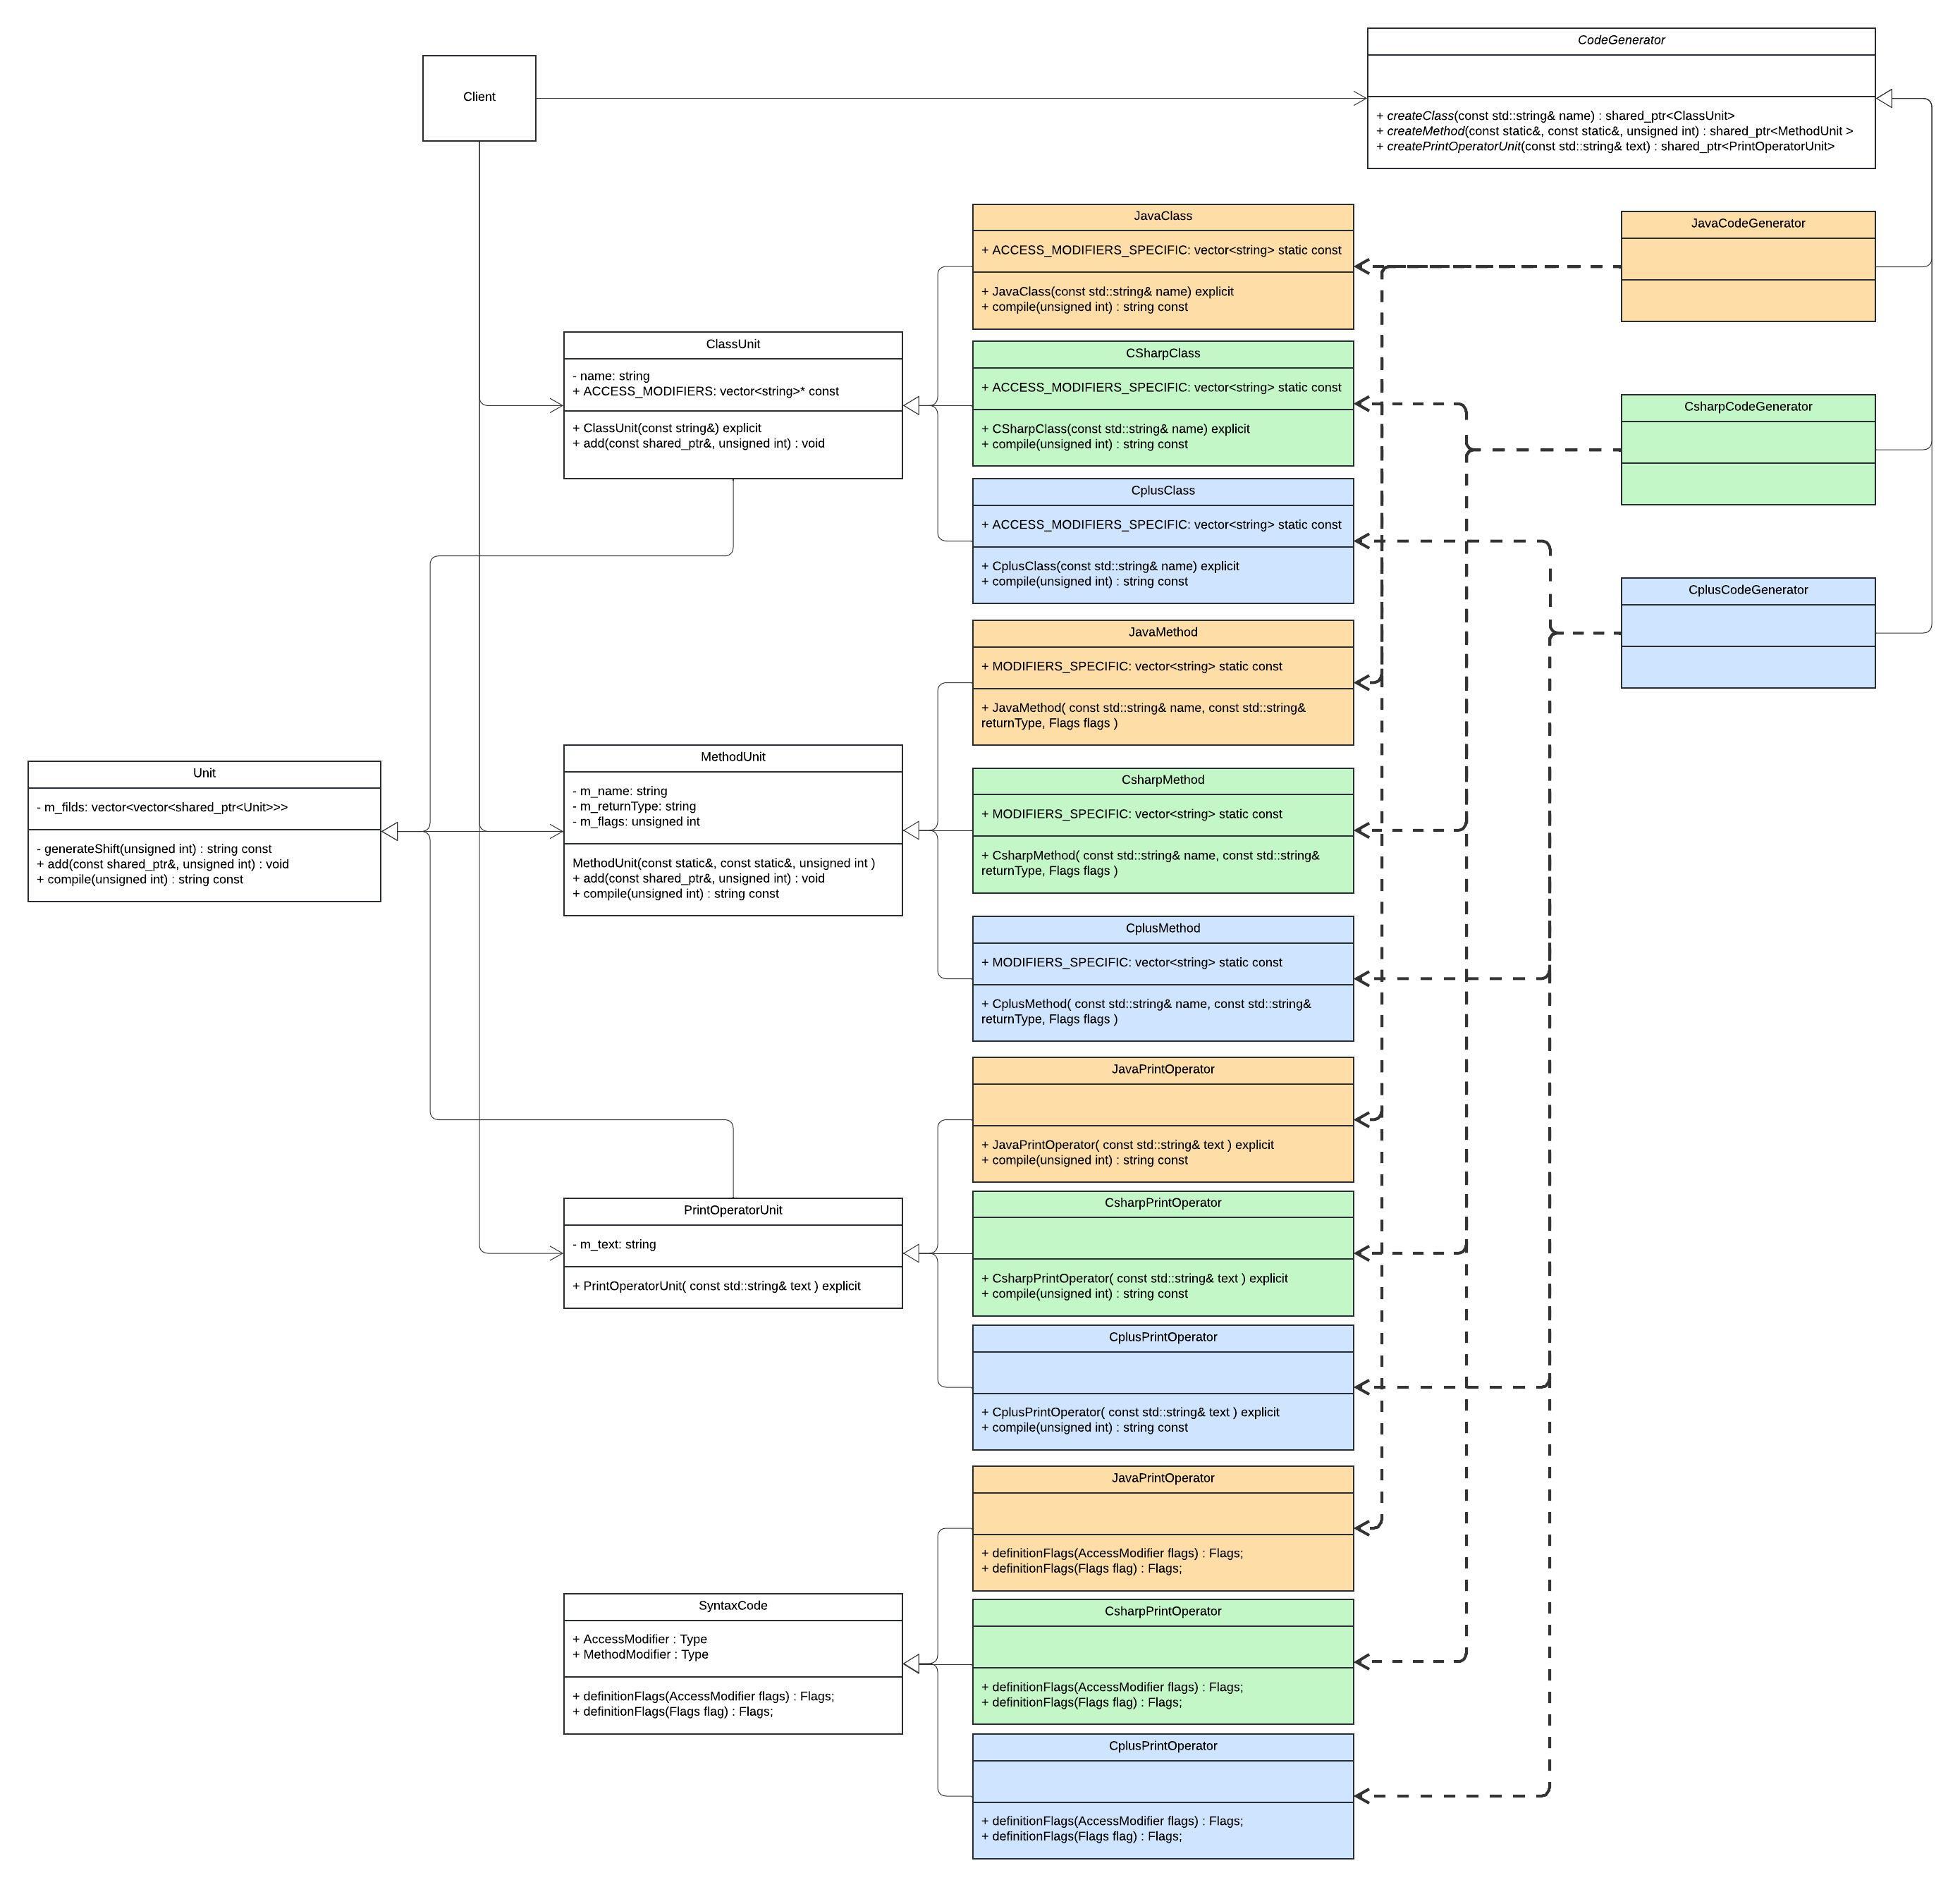 CodeGenerator
Client
+ createClass(const std::string& name) : shared_ptr<ClassUnit>
+ createMethod(const static&, const static&, unsigned int) : shared_ptr<MethodUnit >
+ createPrintOperatorUnit(const std::string& text) : shared_ptr<PrintOperatorUnit>
JavaClass
+ ACCESS_MODIFIERS_SPECIFIC: vector<string> static const
+ JavaClass(const std::string& name) explicit
+ compile(unsigned int) : string const
JavaCodeGenerator
ClassUnit
- name: string
+ ACCESS_MODIFIERS: vector<string>* const
+ ClassUnit(const string&) explicit
+ add(const shared_ptr&, unsigned int) : void
CSharpClass
+ ACCESS_MODIFIERS_SPECIFIC: vector<string> static const
+ CSharpClass(const std::string& name) explicit
+ compile(unsigned int) : string const
CsharpCodeGenerator
CplusClass
+ ACCESS_MODIFIERS_SPECIFIC: vector<string> static const
+ CplusClass(const std::string& name) explicit
+ compile(unsigned int) : string const
CplusCodeGenerator
JavaMethod
+ MODIFIERS_SPECIFIC: vector<string> static const
+ JavaMethod( const std::string& name, const std::string&
returnType, Flags flags )
Unit
- m_filds: vector<vector<shared_ptr<Unit>>>
- generateShift(unsigned int) : string const
+ add(const shared_ptr&, unsigned int) : void
+ compile(unsigned int) : string const
MethodUnit
- m_name: string
- m_returnType: string
- m_flags: unsigned int
MethodUnit(const static&, const static&, unsigned int )
+ add(const shared_ptr&, unsigned int) : void
+ compile(unsigned int) : string const
CsharpMethod
+ MODIFIERS_SPECIFIC: vector<string> static const
+ CsharpMethod( const std::string& name, const std::string&
returnType, Flags flags )
CplusMethod
+ MODIFIERS_SPECIFIC: vector<string> static const
+ CplusMethod( const std::string& name, const std::string&
returnType, Flags flags )
JavaPrintOperator
+ JavaPrintOperator( const std::string& text ) explicit
+ compile(unsigned int) : string const
PrintOperatorUnit
- m_text: string
+ PrintOperatorUnit( const std::string& text ) explicit
CsharpPrintOperator
+ CsharpPrintOperator( const std::string& text ) explicit
+ compile(unsigned int) : string const
CplusPrintOperator
+ CplusPrintOperator( const std::string& text ) explicit
+ compile(unsigned int) : string const
JavaPrintOperator
+ definitionFlags(AccessModifier flags) : Flags;
+ definitionFlags(Flags flag) : Flags;
SyntaxCode
+ AccessModifier : Type
+ MethodModifier : Type
+ definitionFlags(AccessModifier flags) : Flags;
+ definitionFlags(Flags flag) : Flags;
CsharpPrintOperator
+ definitionFlags(AccessModifier flags) : Flags;
+ definitionFlags(Flags flag) : Flags;
CplusPrintOperator
+ definitionFlags(AccessModifier flags) : Flags;
+ definitionFlags(Flags flag) : Flags;